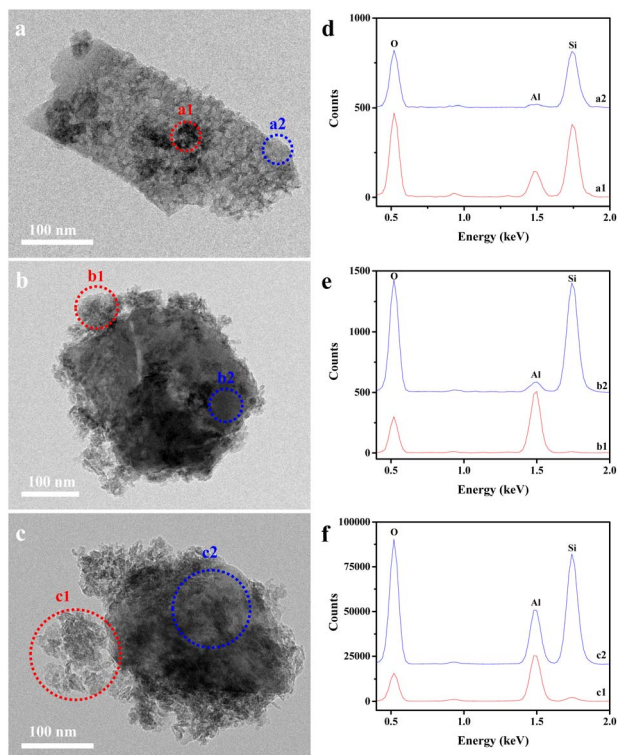 a
a1
a2
100 nm
b
b1
b2
100 nm
c
c1
c2
100 nm
d
1000
500
0
Counts
O
Al
Si
a2
a1
0.5 1.0 1.5 2.0
Energy (keV)
e
1500
1000
500
0
Counts
O
Al
Si
b2
b1
0.5 1.0 1.5 2.0
Energy (keV)
f
100000
75000
50000
25000
0
Counts
O
Al
Si
c2
c1
0.5 1.0 1.5 2.0
Energy (keV)